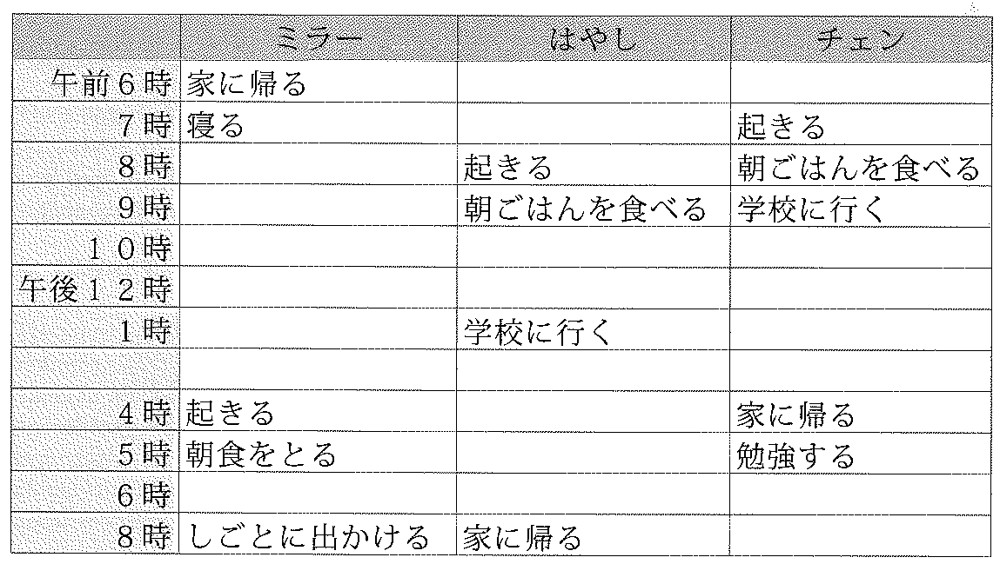 ミラー はやし チェン
午前６時 家に帰る
７時 寝る 起きる
８時 起きる 朝ごはんを食べる
９時 朝ごはんを食べる 学校に行く
１０時
午後１２時
１時 学校に行く
４時 起きる 家に帰る
５時 朝食をとる 勉強する
６時
８時 しごとに出かける 家に帰る